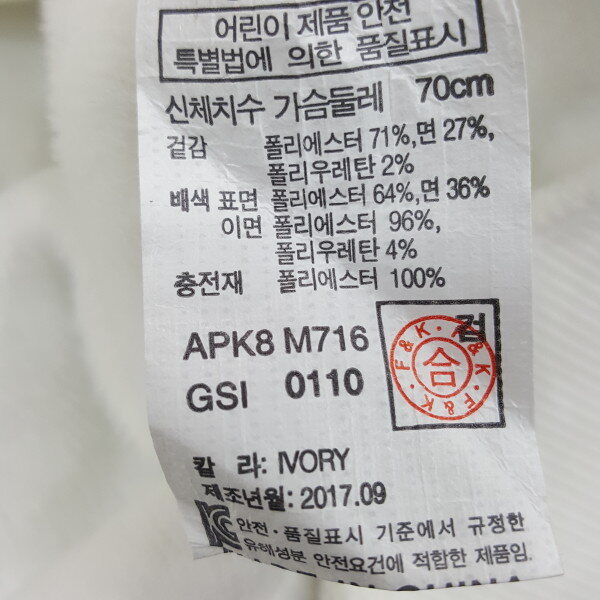 어린이 제품 안전
특별법에 의한 품질표시
신체치수 가슴둘레 70cm
겉감 폴리에스터 71%, 면 27%,
폴리우레탄 2%
배색 표면 폴리에스터 64%, 면 36%
이면 폴리에스터 96%,
폴리우레탄 4%
충전재 폴리에스터 100%
APK8 M716
GSI 0110
검
F&K·F&K·F&K·
合
칼 라: IVORY
제조년월: 2017.09
안전·품질표시 기준에서 규정한
유해성분 안전요건에 적합한 제품임.
MADE IN CHINA